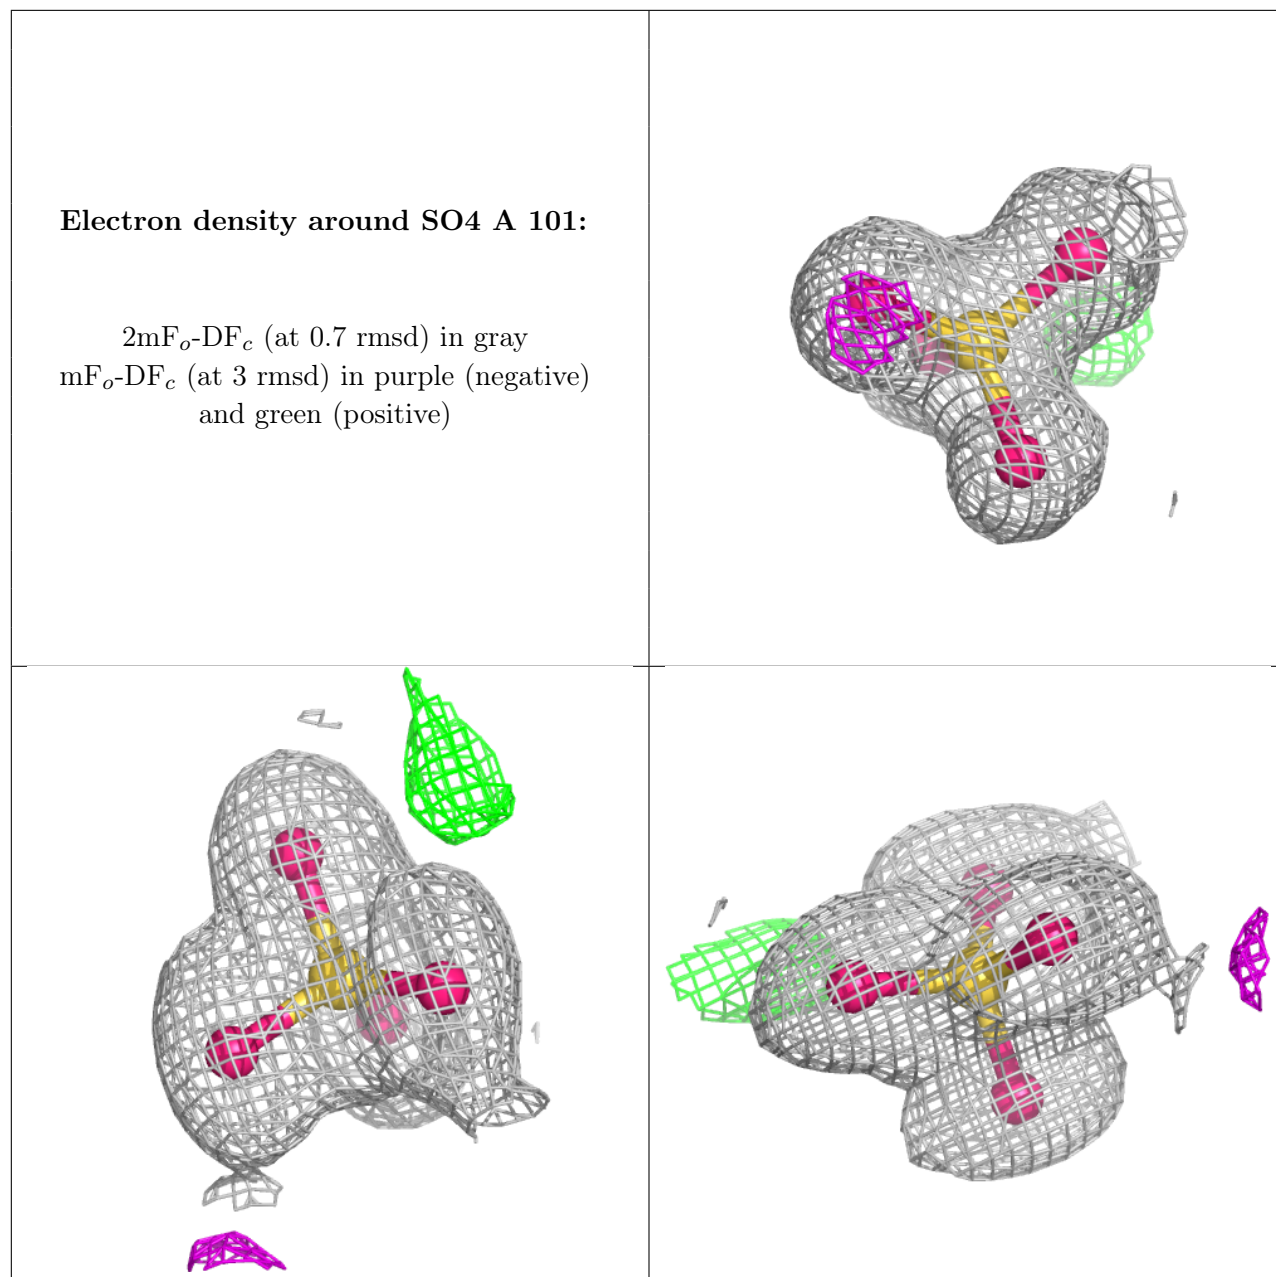 Electron density around SO4 A 101:
2mFo-DFc (at 0.7 rmsd) in gray
mFo-DFc (at 3 rmsd) in purple (negative)
and green (positive)